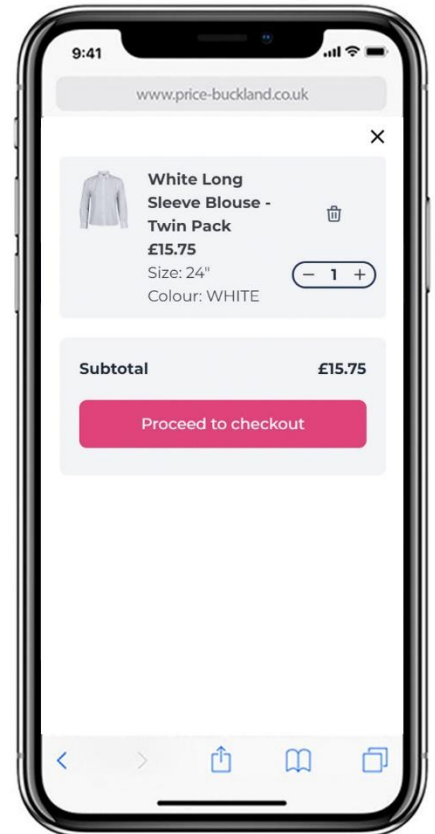 9:41
www.price-buckland.co.uk
×
White Long
Sleeve Blouse -
Twin Pack
£15.75
Size: 24"
− 1 +
Colour: WHITE
Subtotal £15.75
Proceed to checkout